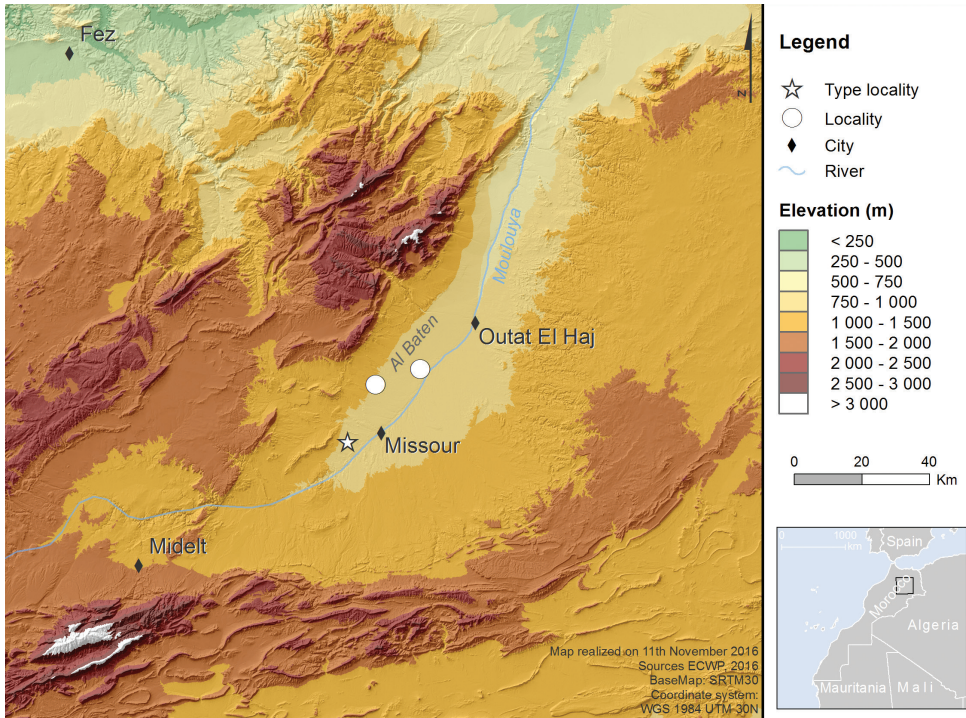 Fez
Moulouya
Outat El Haj
Al Baten
Missour
Midelt
Map realized on 11th November 2016
Sources ECWP, 2016
BaseMap: SRTM30
Coordinate system:
WGS 1984 UTM 30N
z
Legend
Type locality
Locality
City
River
Elevation (m)
< 250
250 - 500
500 - 750
750 - 1 000
1 000 - 1 500
1 500 - 2 000
2 000 - 2 500
2 500 - 3 000
> 3 000
0 20 40
Km
0 1000
km
Spain
Morocco
Algeria
Mauritania
Mali